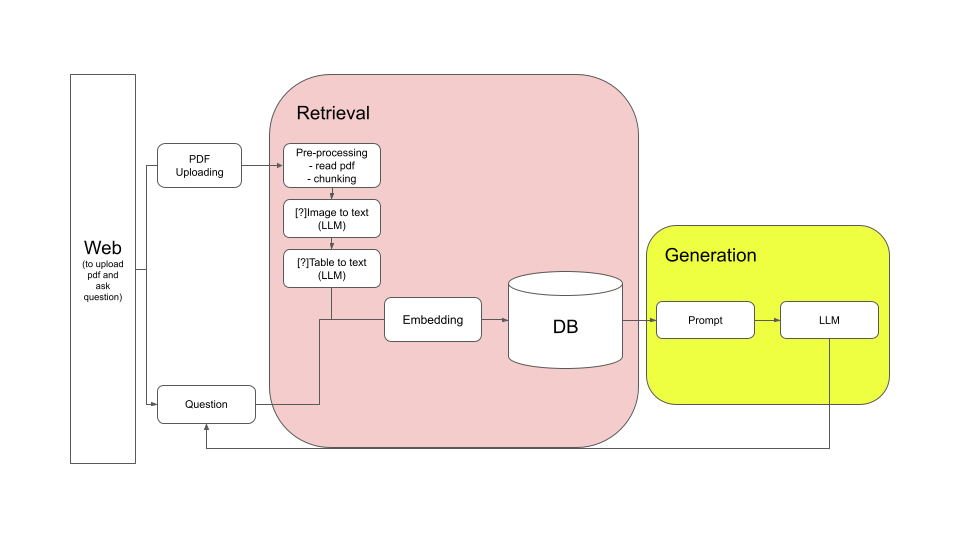 Retrieval
PDF
Uploading
Pre-processing
- read pdf
- chunking
[?]Image to text
(LLM)
[?]Table to text
(LLM)
Web
(to upload
pdf and
ask
question)
Embedding
DB
Question
Generation
Prompt
LLM